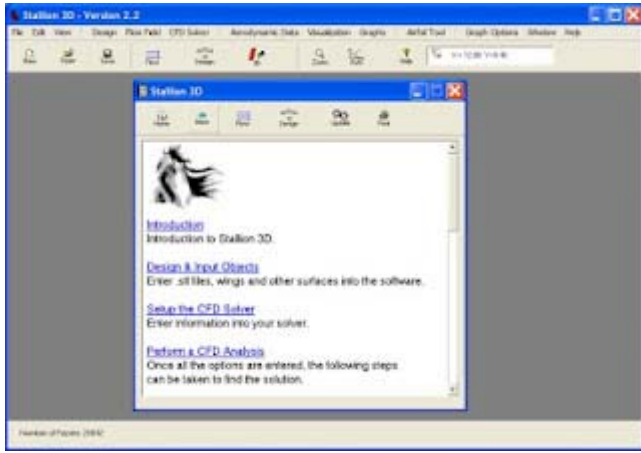 Stallion 3D - Version 2.2
File Edit View Design Flow Field CFD Solver Aerodynamic Data Visualization Graphs Airfoil Tool Graph Options Window Help
Stallion 3D
Introduction
Introduction to Stallion 3D.
Design & Input Objects
Enter .stl files, wings and other surfaces into the software.
Setup the CFD Solver
Enter information into your solver.
Perform a CFD Analysis
Once all the options are entered, the following steps
can be taken to find the solution.